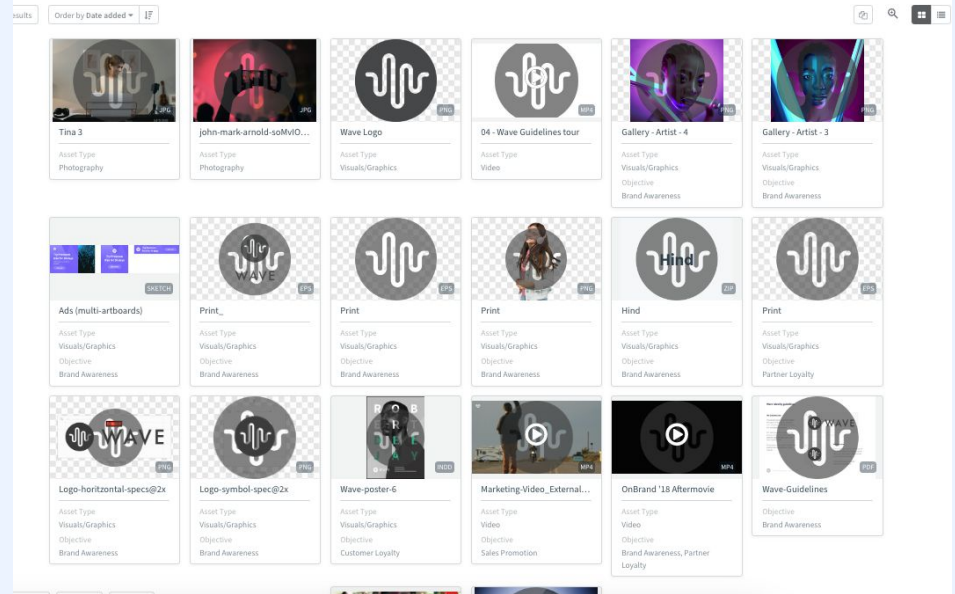 esults
Order by Date added
JPG
JPG
PNG
MP4
PNG
PNG
Tina 3
john-mark-arnold-soMvIO...
Wave Logo
04 - Wave Guidelines tour
Gallery - Artist - 4
Gallery - Artist - 3
Asset Type
Asset Type
Asset Type
Asset Type
Asset Type
Asset Type
Photography
Photography
Visuals/Graphics
Video
Visuals/Graphics
Visuals/Graphics
Objective
Objective
Brand Awareness
Brand Awareness
SKETCH
WAVE
EPS
EPS
PNG
Hind
ZIP
EPS
Ads (multi-artboards)
Print_
Print
Print
Hind
Print
Asset Type
Asset Type
Asset Type
Asset Type
Asset Type
Asset Type
Visuals/Graphics
Visuals/Graphics
Visuals/Graphics
Visuals/Graphics
Visuals/Graphics
Visuals/Graphics
Objective
Objective
Objective
Objective
Objective
Objective
Brand Awareness
Brand Awareness
Brand Awareness
Brand Awareness
Brand Awareness
Partner Loyalty
WAVE
PNG
PNG
INDD
MP4
MP4
WAVE
PDF
Logo-horitzontal-specs@2x
Logo-symbol-spec@2x
Wave-poster-6
Marketing-Video_External...
OnBrand '18 Aftermovie
Wave-Guidelines
Asset Type
Asset Type
Asset Type
Asset Type
Asset Type
Objective
Visuals/Graphics
Visuals/Graphics
Visuals/Graphics
Video
Video
Brand Awareness
Objective
Objective
Objective
Objective
Objective
Brand Awareness
Brand Awareness
Customer Loyalty
Sales Promotion
Brand Awareness, Partner
Loyalty